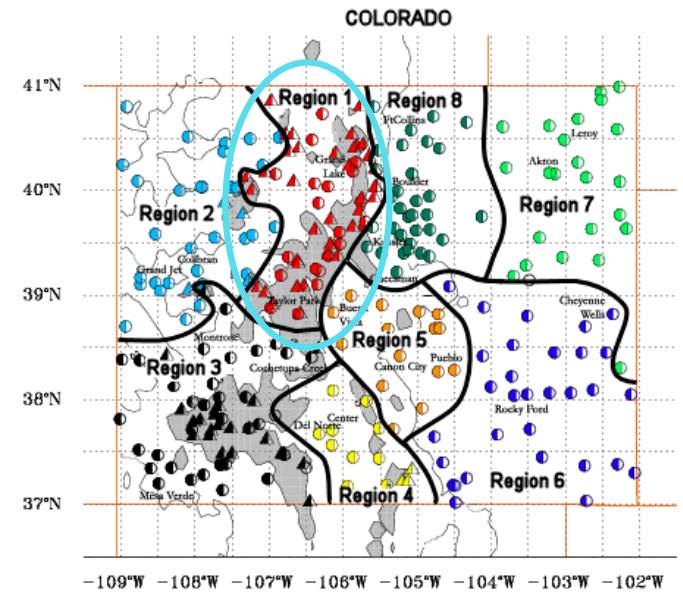 COLORADO
41°N
Region 1
Region 8
FtCollins
Leroy
Grand
Lake
Akron
40°N
Boulder
Region 2
Region 7
Kassler
Collbran
Grand Jct
Cheesman
39°N
Taylor Park
Buena
Vista
Cheyenne
Wells
Montrose
Region 5
Region 3
Cochetopa Creek
Pueblo
Canon City
38°N
Rocky Ford
Center
Del Norte
Region 6
Mesa Verde
Region 4
37°N
-109°W -108°W -107°W -106°W -105°W -104°W -103°W -102°W